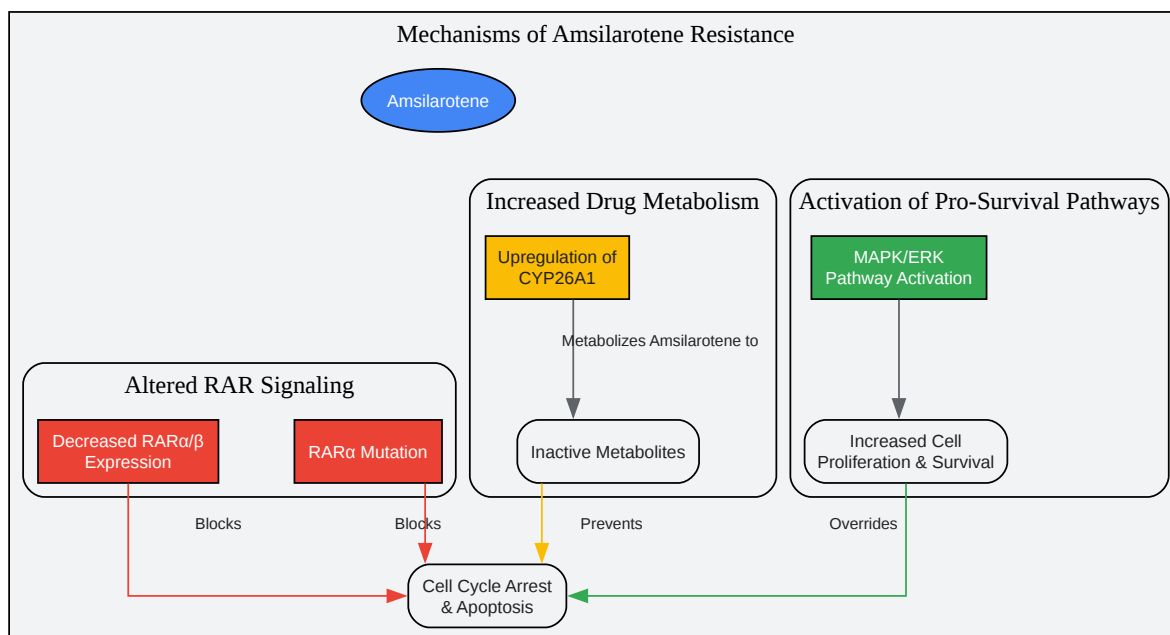 Mechanisms of Amsilarotene Resistance
Amsilarotene
Increased Drug Metabolism
Activation of Pro-Survival Pathways
Upregulation of
CYP26A1
MAPK/ERK
Pathway Activation
Metabolizes Amsilarotene to
Altered RAR Signaling
Decreased RARα/β
Expression
RARα Mutation
Inactive Metabolites
Increased Cell
Proliferation & Survival
Blocks
Blocks
Prevents
Overrides
Cell Cycle Arrest
& Apoptosis